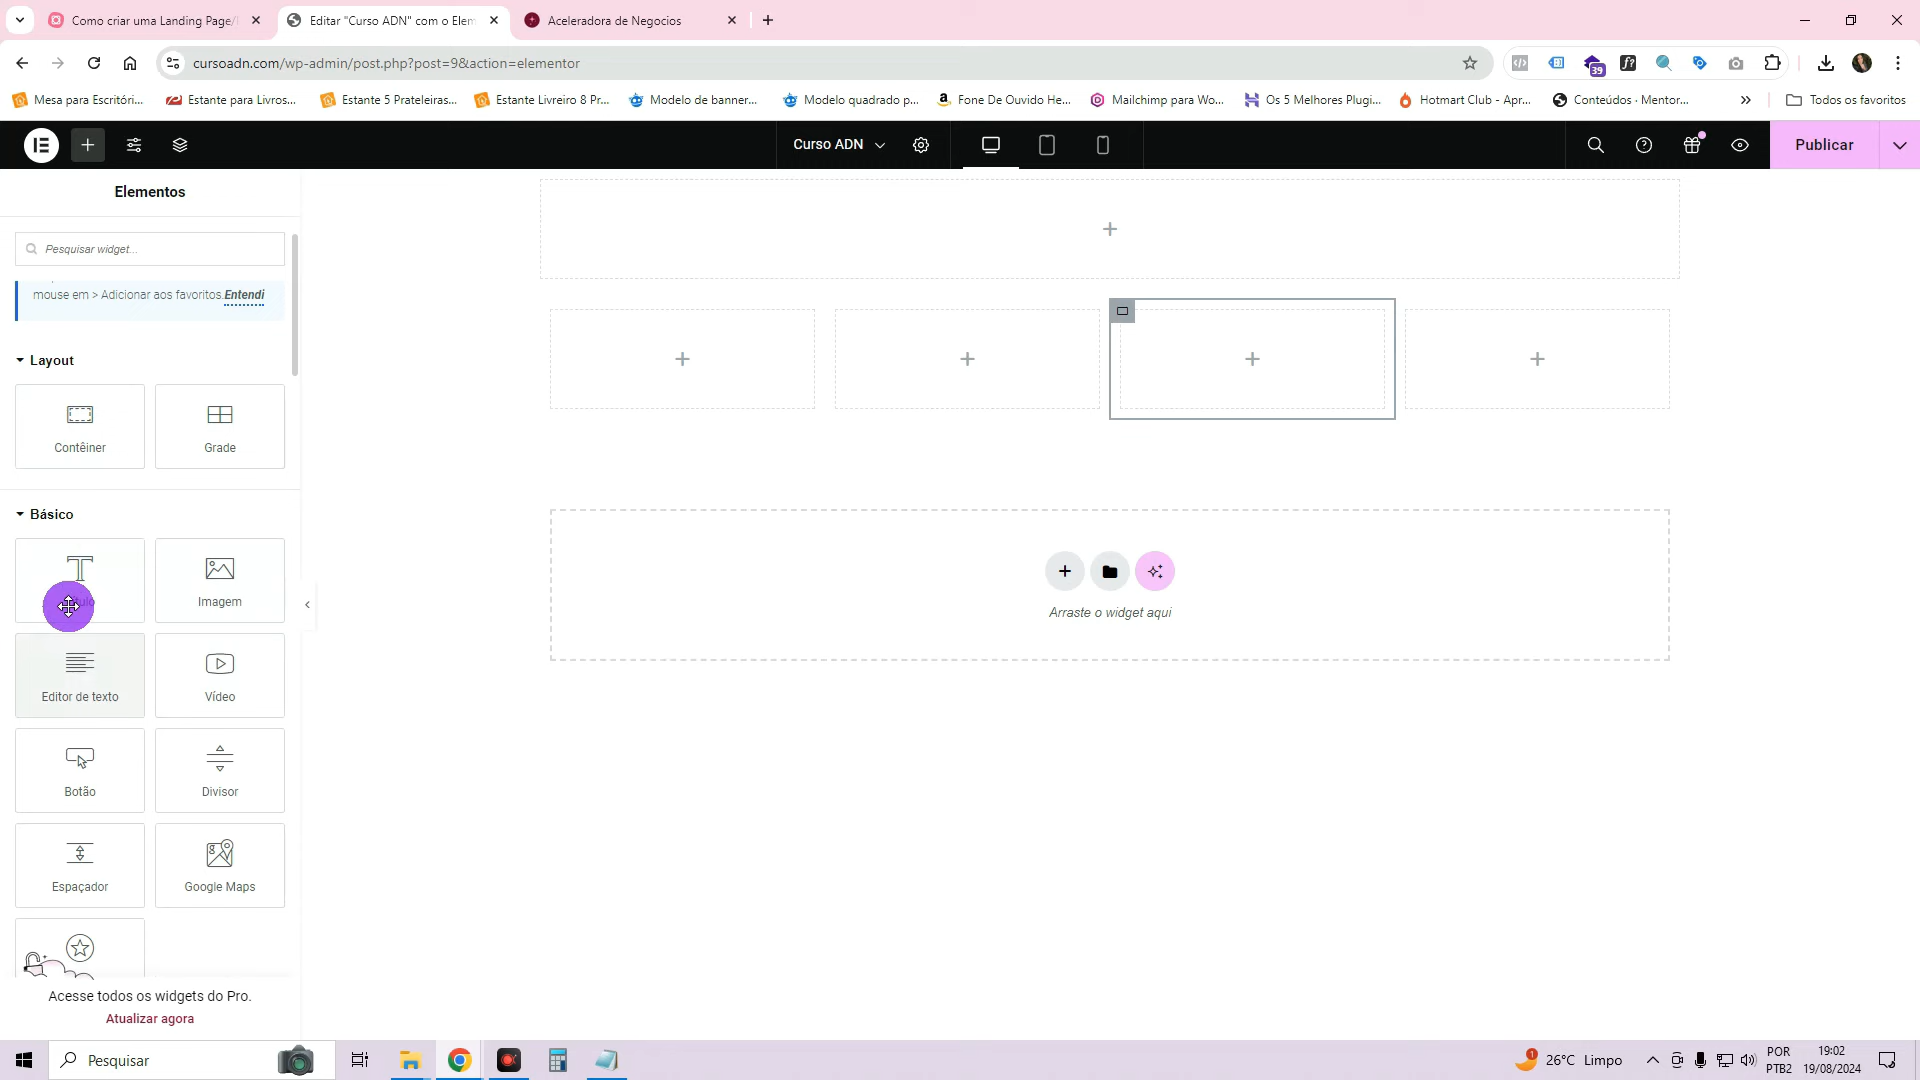 Como criar uma Landing Page/
Editar "Curso ADN" com o Elem
Aceleradora de Negocios
cursoadn.com/wp-admin/post.php?post=9&action=elementor
39
Mesa para Escritóri...
Estante para Livros...
Estante 5 Prateleiras...
Estante Livreiro 8 Pr...
Modelo de banner...
Modelo quadrado p...
Fone De Ouvido He...
Mailchimp para Wo...
Os 5 Melhores Plugi...
Hotmart Club - Apr...
Conteúdos · Mentor...
»
Todos os favoritos
Curso ADN
Publicar
Elementos
Pesquisar widget...
mouse em > Adicionar aos favoritos.Entendi
Layout
Contêiner
Grade
Básico
Imagem
Editor de texto
Vídeo
Botão
Divisor
Espaçador
Google Maps
Acesse todos os widgets do Pro.
Atualizar agora
Arraste o widget aqui
Pesquisar
1
26°C Limpo
POR
PTB2
19:02
19/08/2024